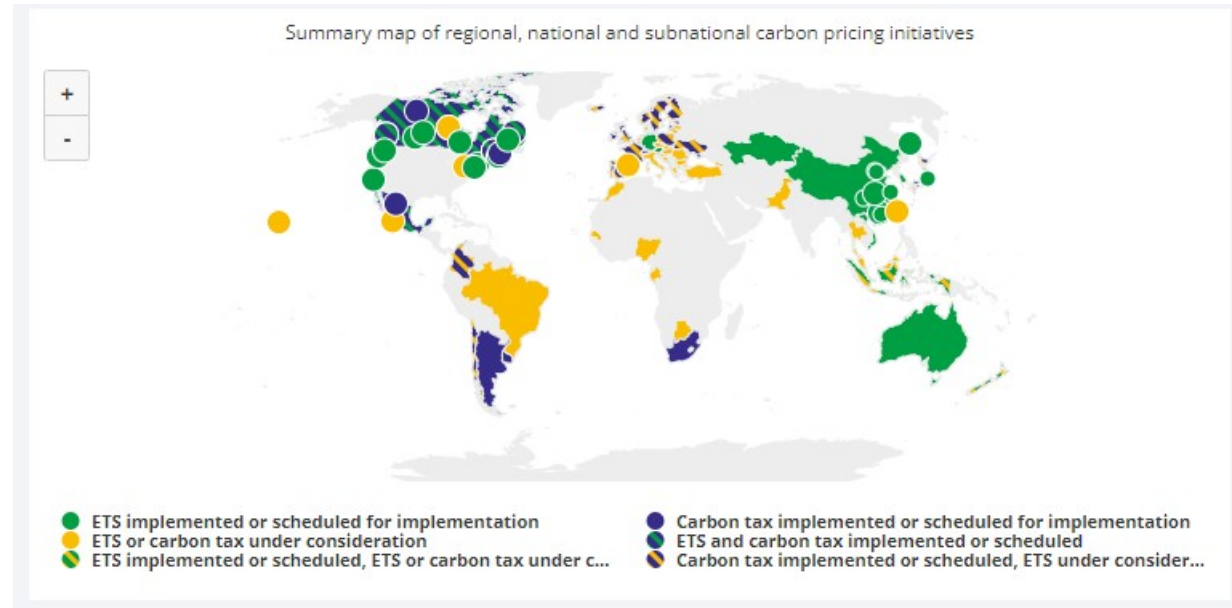 Summary map of regional, national and subnational carbon pricing initiatives
+
-
ETS implemented or scheduled for implementation
ETS or carbon tax under consideration
ETS implemented or scheduled, ETS or carbon tax under c...
Carbon tax implemented or scheduled for implementation
ETS and carbon tax implemented or scheduled
Carbon tax implemented or scheduled, ETS under consider...